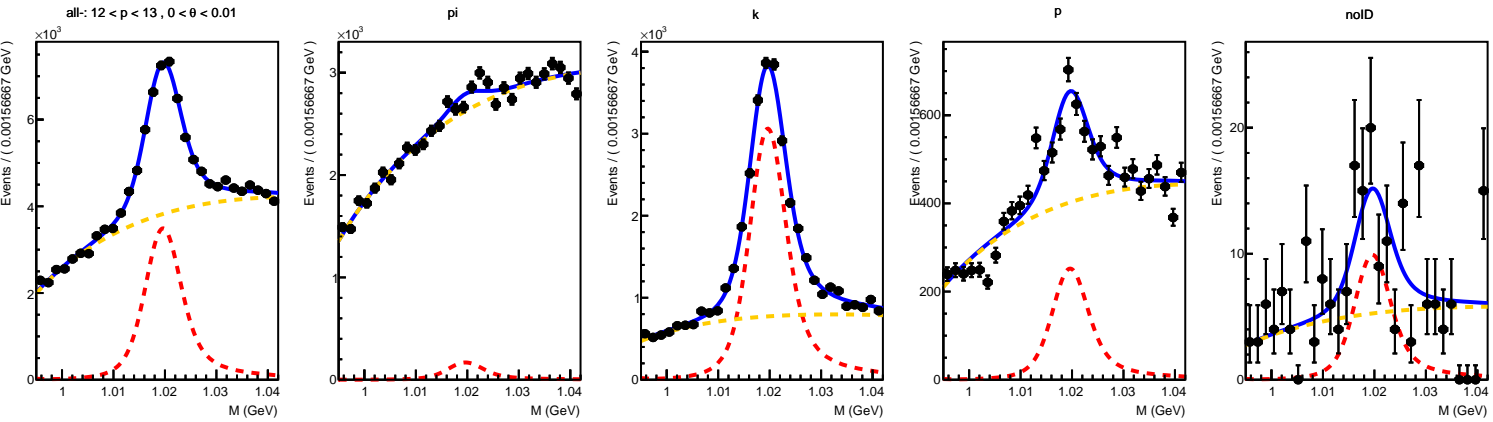 all-: 12 < p < 13 , 0 < θ < 0.01
×10³
Events / ( 0.00156667 GeV )
6
4
2
0
1 1.01 1.02 1.03 1.04
M (GeV)
pi
×10³
Events / ( 0.00156667 GeV )
3
2
1
0
1 1.01 1.02 1.03 1.04
M (GeV)
k
×10³
Events / ( 0.00156667 GeV )
4
3
2
1
0
1 1.01 1.02 1.03 1.04
M (GeV)
p
Events / ( 0.00156667 GeV )
600
400
200
0
1 1.01 1.02 1.03 1.04
M (GeV)
noID
Events / ( 0.00156667 GeV )
20
10
0
1 1.01 1.02 1.03 1.04
M (GeV)